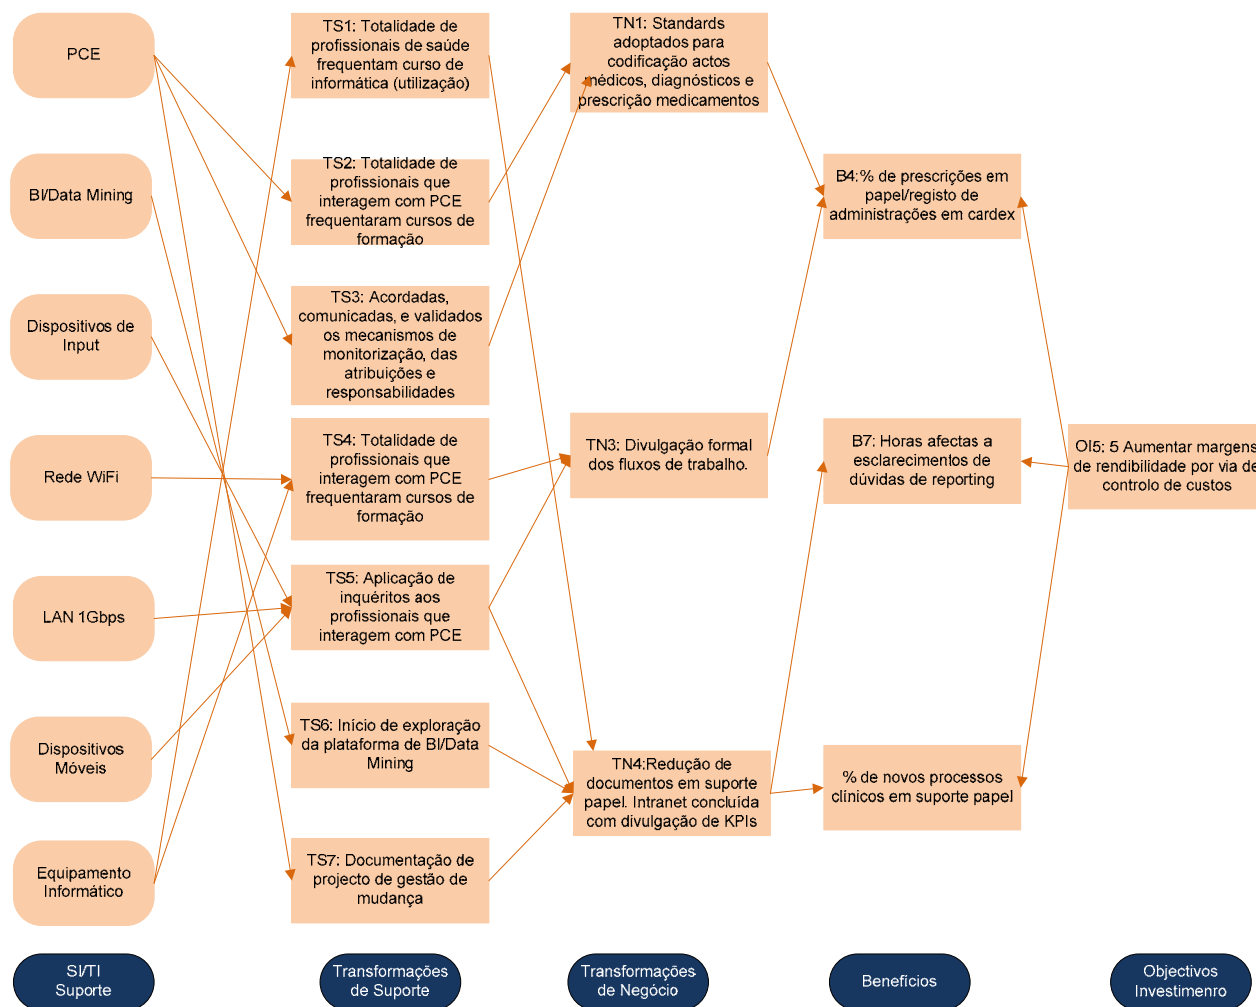 PCE
BI/Data Mining
Dispositivos de
Input
Rede WiFi
LAN 1Gbps
Dispositivos
Móveis
Equipamento
Informático
SI/TI
Suporte
TS1: Totalidade de
profissionais de saúde
frequentam curso de
informática (utilização)
TS2: Totalidade de
profissionais que
interagem com PCE
frequentaram cursos de
formação
TS3: Acordadas,
comunicadas, e validados
os mecanismos de
monitorização, das
atribuições e
responsabilidades
TS4: Totalidade de
profissionais que
interagem com PCE
frequentaram cursos de
formação
TS5: Aplicação de
inquéritos aos
profissionais que
interagem com PCE
TS6: Início de exploração
da plataforma de BI/Data
Mining
TS7: Documentação de
projecto de gestão de
mudança
Transformações
de Suporte
TN1: Standards
adoptados para
codificação actos
médicos, diagnósticos e
prescrição medicamentos
TN3: Divulgação formal
dos fluxos de trabalho.
TN4:Redução de
documentos em suporte
papel. Intranet concluída
com divulgação de KPIs
Transformações
de Negócio
B4:% de prescrições em
papel/registo de
administrações em cardex
B7: Horas afectas a
esclarecimentos de
dúvidas de reporting
% de novos processos
clínicos em suporte papel
Benefícios
OI5: 5 Aumentar margens
de rendibilidade por via de
controlo de custos
Objectivos
Investimenro